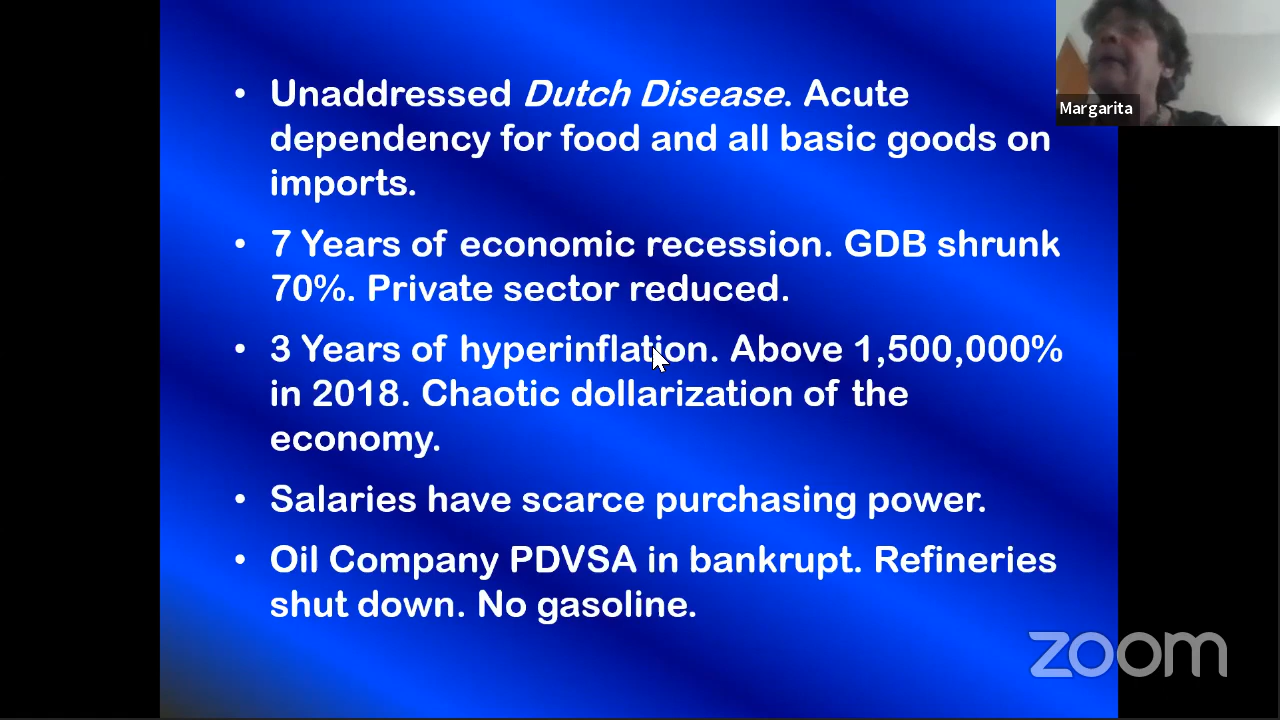 • Unaddressed Dutch Disease. Acute
dependency for food and all basic goods on
imports.
• 7 Years of economic recession. GDB shrunk
70%. Private sector reduced.
• 3 Years of hyperinflation. Above 1,500,000%
in 2018. Chaotic dollarization of the
economy.
• Salaries have scarce purchasing power.
• Oil Company PDVSA in bankrupt. Refineries
shut down. No gasoline.
Margarita
zoom